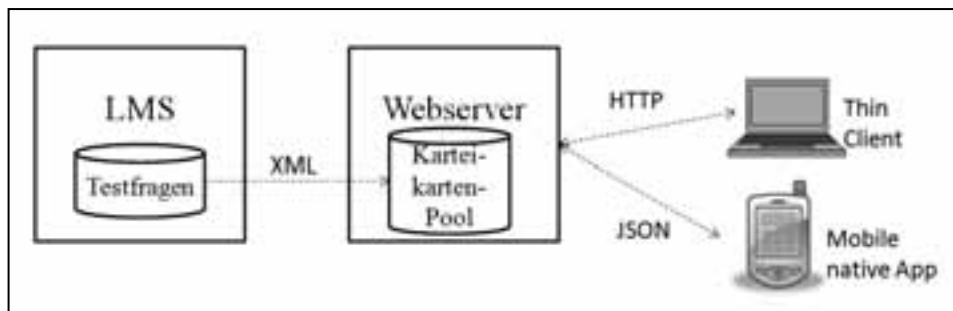 LMS
Testfragen
XML
Webserver
Kartei-
karten-
Pool
HTTP
Thin
Client
JSON
Mobile
native App